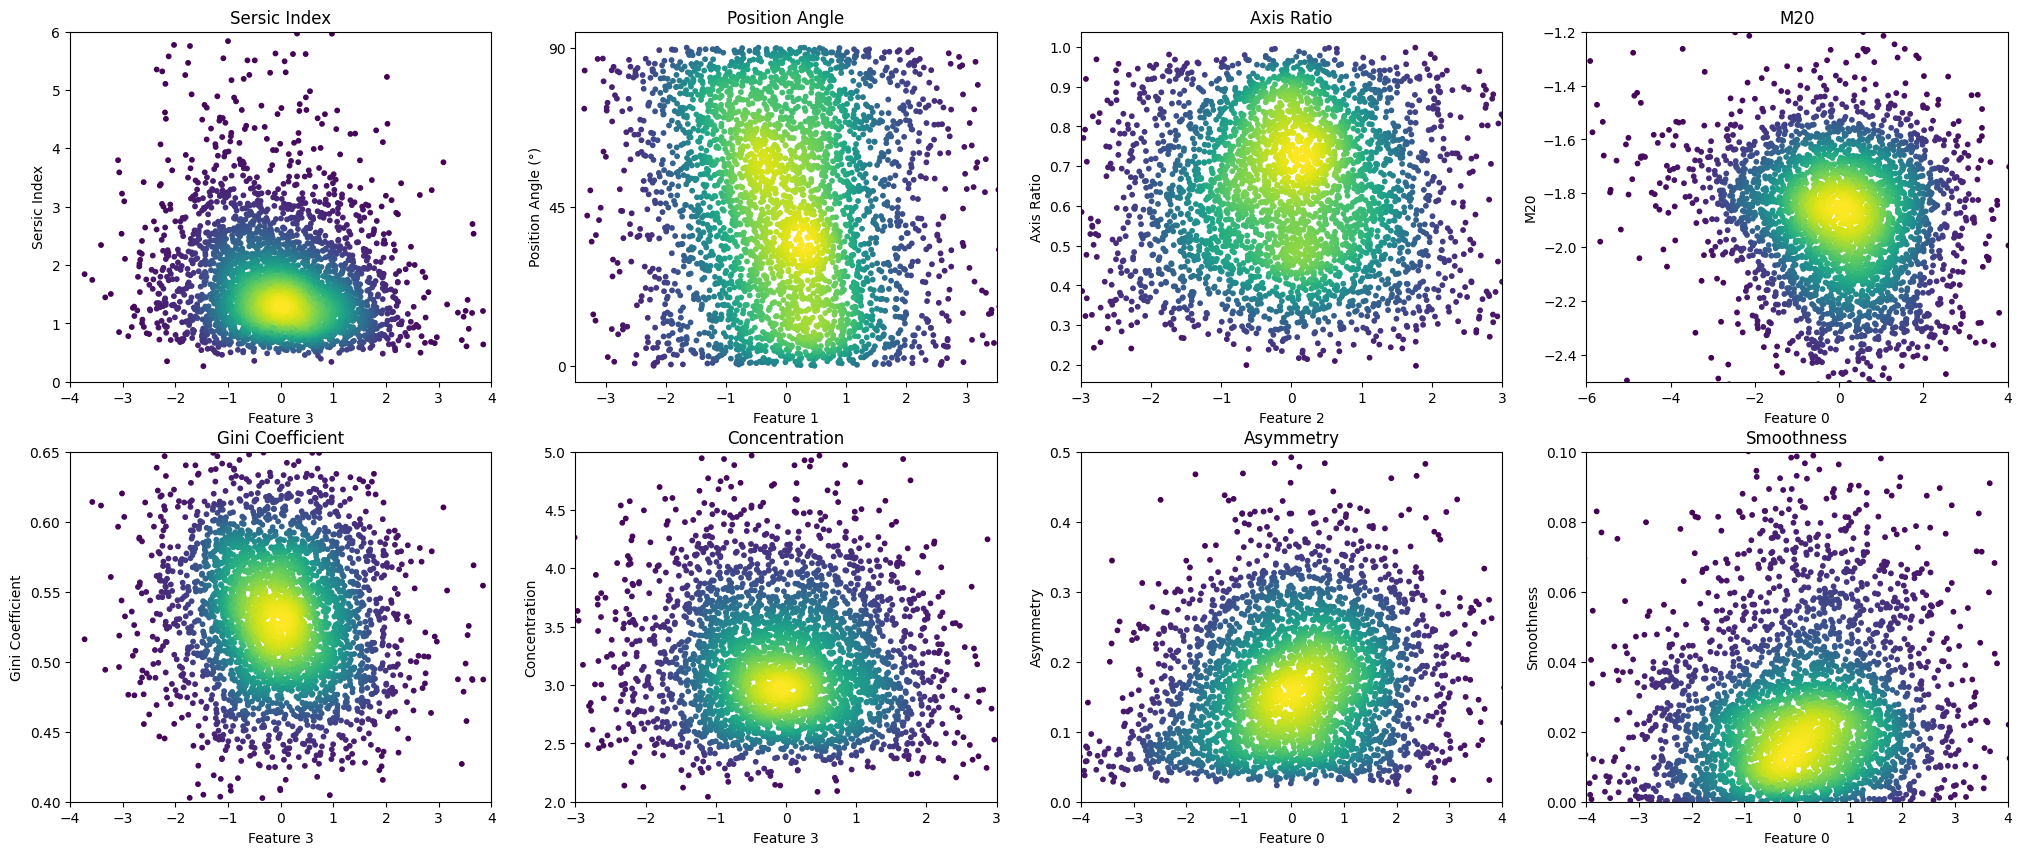 Sersic Index
Sersic Index
6
5
4
3
2
1
0
−4 −3 −2 −1 0 1 2 3 4
Feature 3
Position Angle
Position Angle (°)
90
45
0
−3 −2 −1 0 1 2 3
Feature 1
Axis Ratio
Axis Ratio
1.0
0.9
0.8
0.7
0.6
0.5
0.4
0.3
0.2
−3 −2 −1 0 1 2 3
Feature 2
M20
M20
−1.2
−1.4
−1.6
−1.8
−2.0
−2.2
−2.4
−6 −4 −2 0 2 4
Feature 0
Gini Coefficient
Gini Coefficient
0.65
0.60
0.55
0.50
0.45
0.40
−4 −3 −2 −1 0 1 2 3 4
Feature 3
Concentration
Concentration
5.0
4.5
4.0
3.5
3.0
2.5
2.0
−3 −2 −1 0 1 2 3
Feature 3
Asymmetry
Asymmetry
0.5
0.4
0.3
0.2
0.1
0.0
−4 −3 −2 −1 0 1 2 3 4
Feature 0
Smoothness
Smoothness
0.10
0.08
0.06
0.04
0.02
0.00
−4 −3 −2 −1 0 1 2 3 4
Feature 0